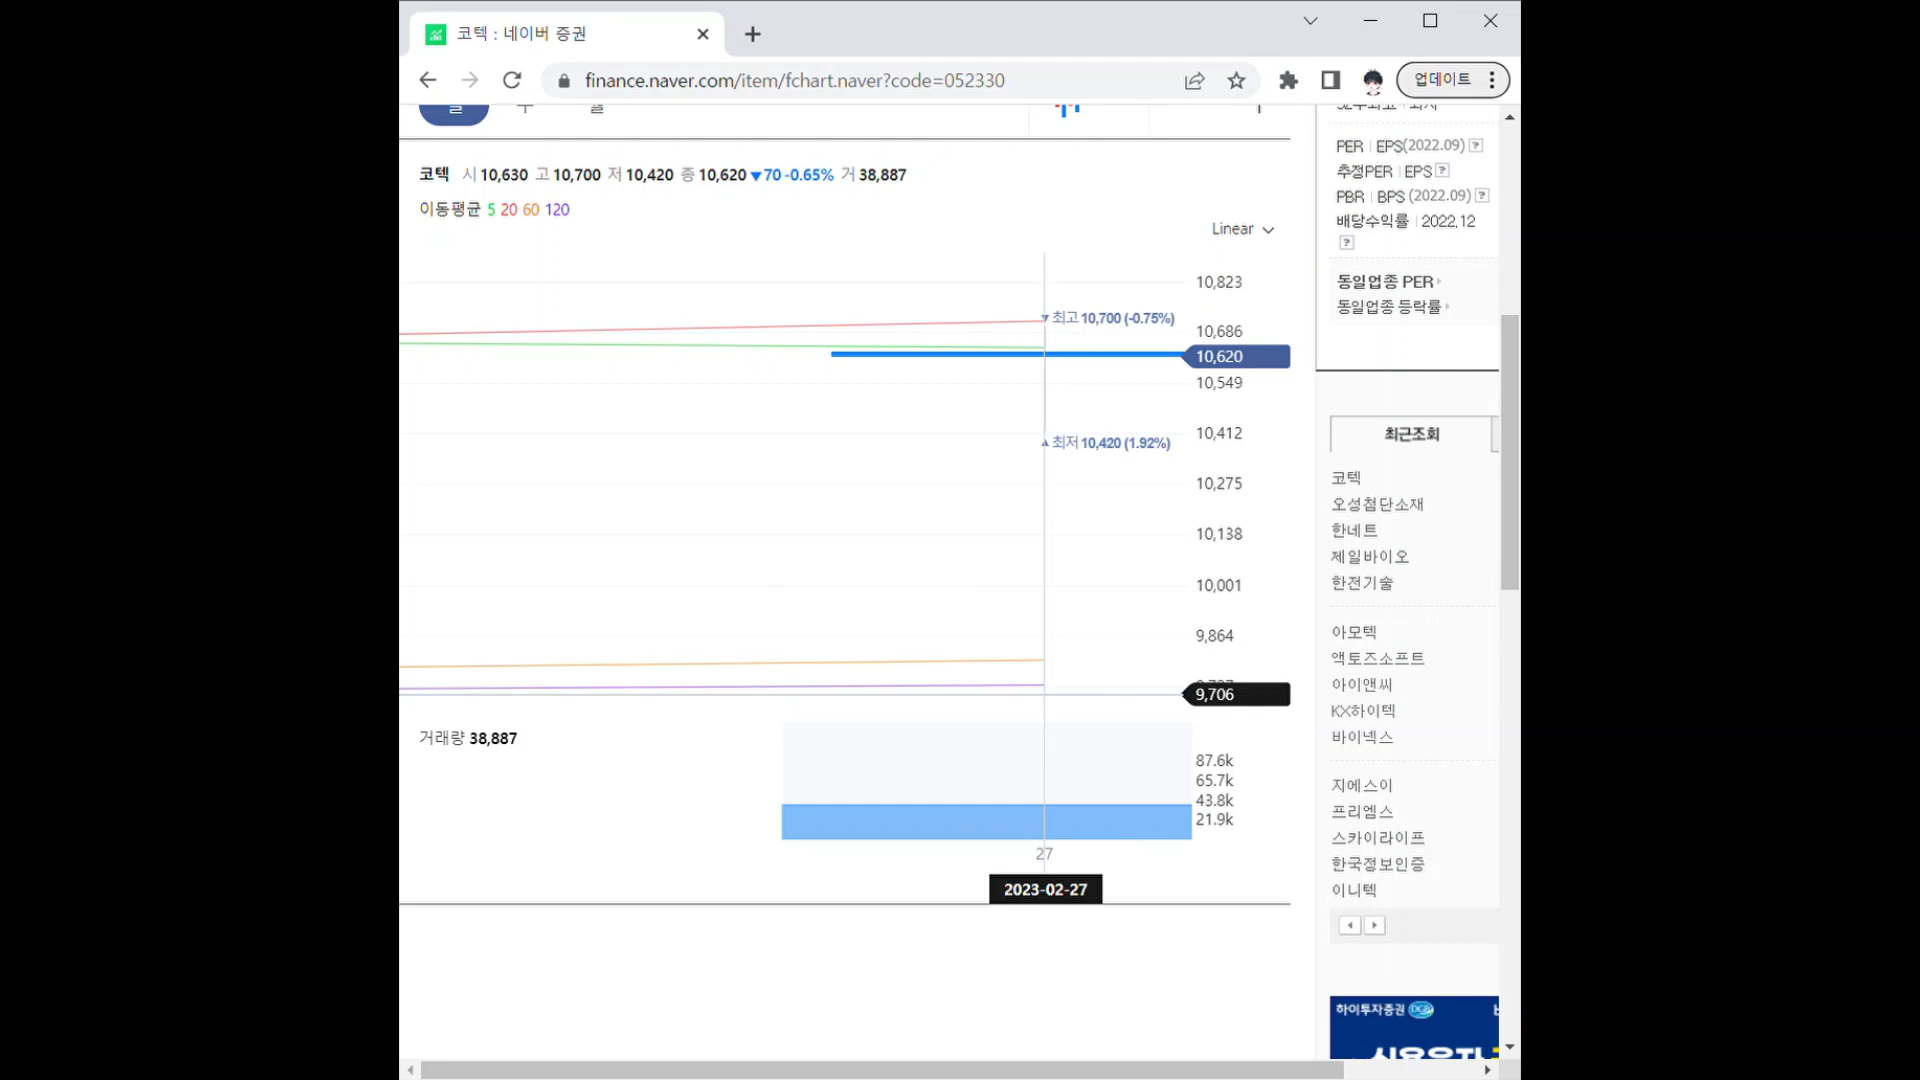 코텍 : 네이버 증권
finance.naver.com/item/fchart.naver?code=052330
업데이트
코텍 시 10,630 고 10,700 저 10,420 종 10,620 ▼70 -0.65% 거 38,887
이동평균 5 20 60 120
Linear
10,823
▼최고 10,700 (-0.75%)
10,686
10,620
10,549
10,412
▲최저 10,420 (1.92%)
10,275
10,138
10,001
9,864
9,706
거래량 38,887
87.6k
65.7k
43.8k
21.9k
27
2023-02-27
PER | EPS(2022.09) ?
추정PER | EPS ?
PBR | BPS (2022.09) ?
배당수익률 | 2022.12
?
동일업종 PER
동일업종 등락률
최근조회
코텍
오성첨단소재
한네트
제일바이오
한전기술
아모텍
액토즈소프트
아이앤씨
KX하이텍
바이넥스
지에스이
프리엠스
스카이라이프
한국정보인증
이니텍
하이투자증권 DGB